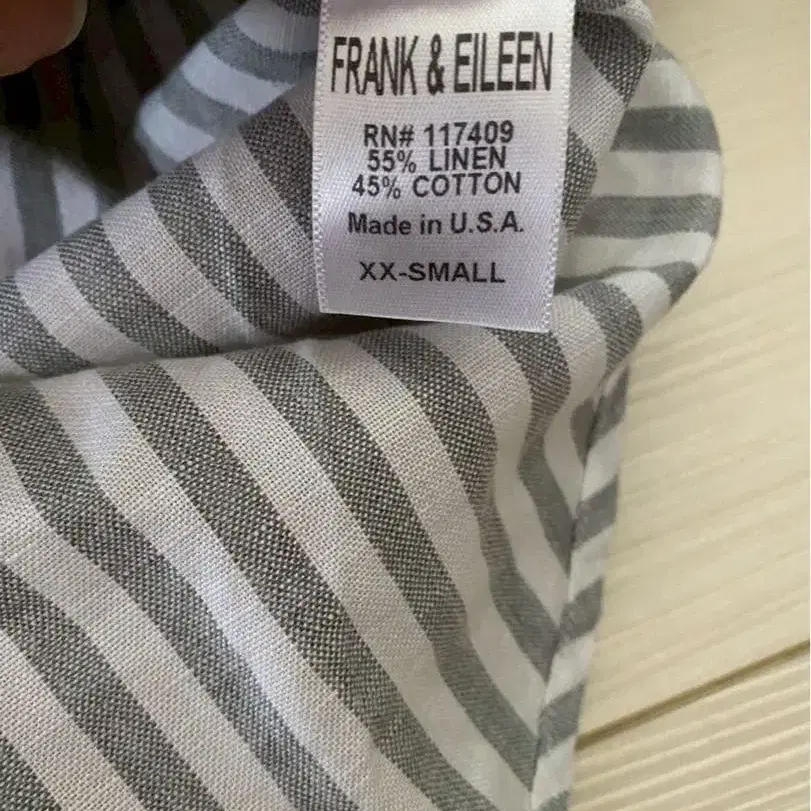 FRANK & EILEEN
RN# 117409
55% LINEN
45% COTTON
Made in U.S.A.
XX-SMALL